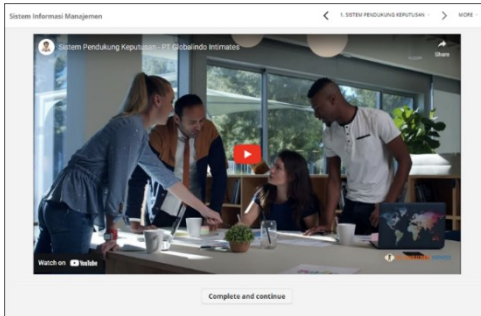 Sistem Informasi Manajemen
1. SISTEM PENDUKUNG KEPUTUSAN
MORE
Sistem Pendukung Keputusan - PT Globalindo Intimates
Share
Watch on YouTube
Complete and continue